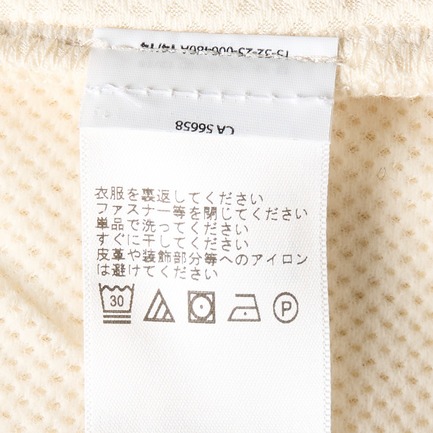 CA 56658
衣服を裏返してください
ファスナー等を閉じてください
単品で洗ってください
すぐに干してください
皮革や装飾部分等へのアイロン
は避けてください
30 P